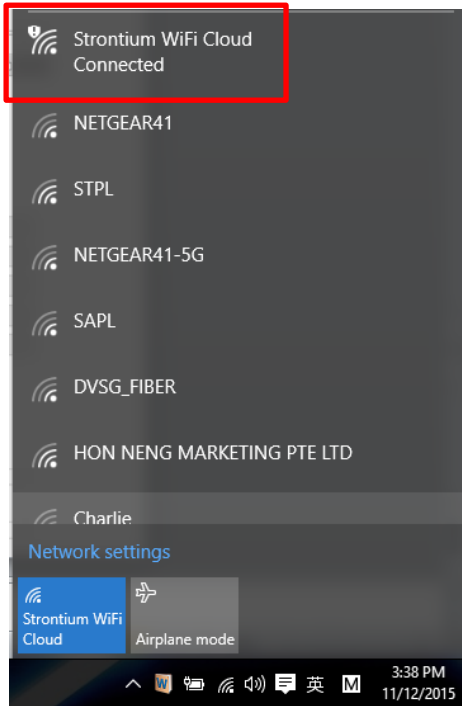 Strontium WiFi Cloud
Connected
NETGEAR41
STPL
NETGEAR41-5G
SAPL
DVSG_FIBER
HON NENG MARKETING PTE LTD
Charlie
Network settings
Strontium WiFi
Cloud
Airplane mode
W 英 M 3:38 PM
11/12/2015